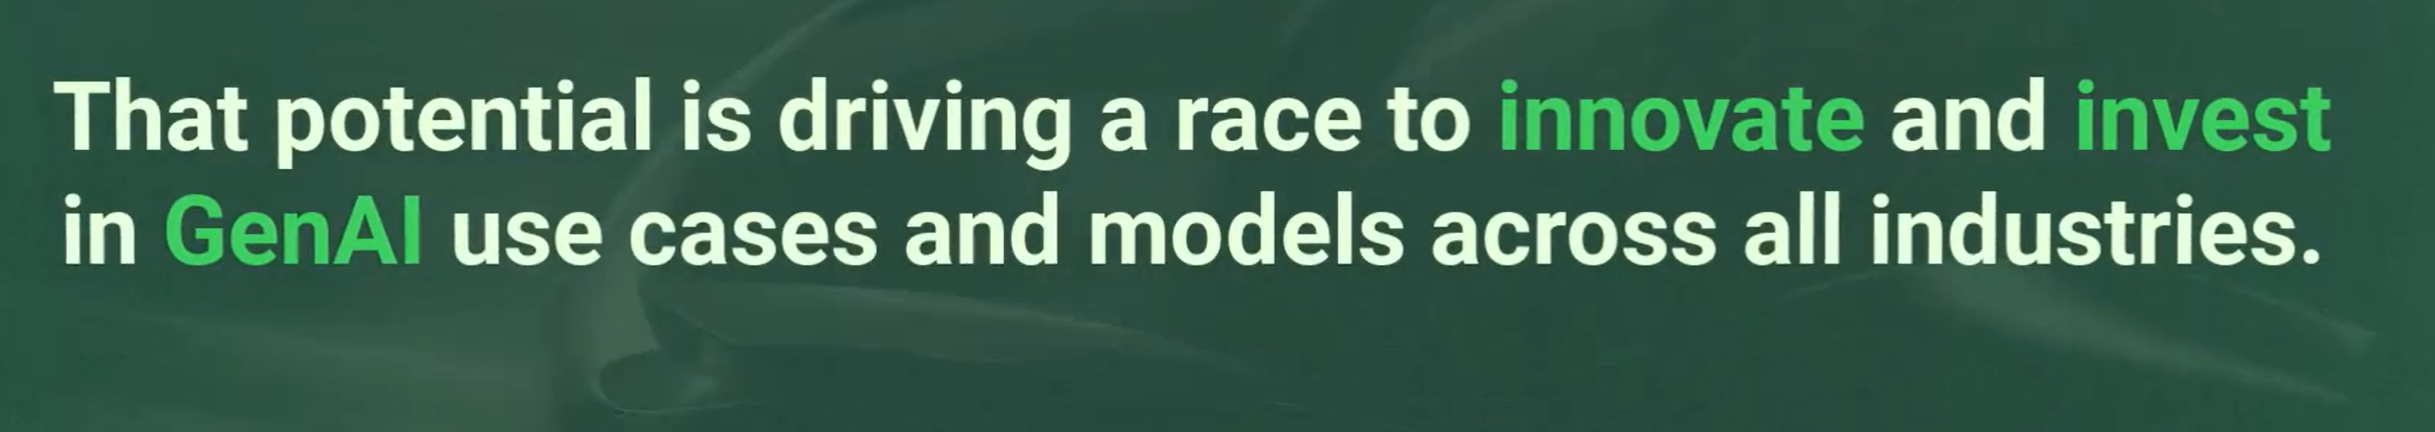 That potential is driving a race to innovate and invest
in GenAI use cases and models across all industries.